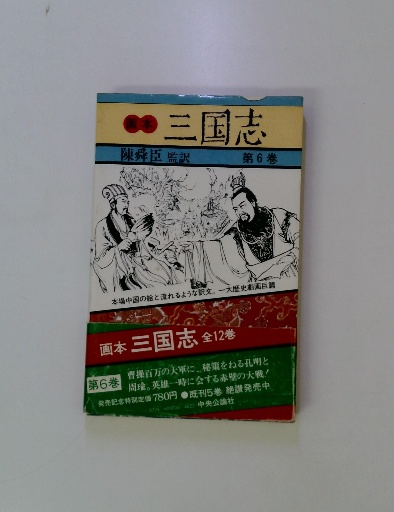 画本 三国志
陳舜臣 監訳 第6巻
本場中国の絵と流れるような訳文。一大歴史劇画巨篇
画本 三国志 全12巻
第6巻
曹操百万の大軍に、秘策をねる孔明と
周瑜。英雄一時に会する赤壁の大戦!
発売記念特別定価780円 ●既刊5巻 絶讃発売中
中央公論社